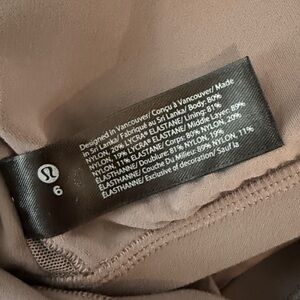 Designed in Vancouver/ Conçu à Vancouver/ Made
in Sri Lanka/ Fabriqué au Sri Lanka/ Body: 80%
NYLON, 20% LYCRA® ELASTANE/ Lining: 81%
NYLON, 19% LYCRA® ELASTANE/ Middle Layer: 89%
NYLON, 11% ELASTANE/ Corps: 80% NYLON, 20%
ÉLASTHANNE/ Doublure: 81% NYLON, 19%
ÉLASTHANNE/ Couche Du Milieu: 89% NYLON, 11%
ÉLASTHANNE/ Exclusive of decoration/ Sauf la
6